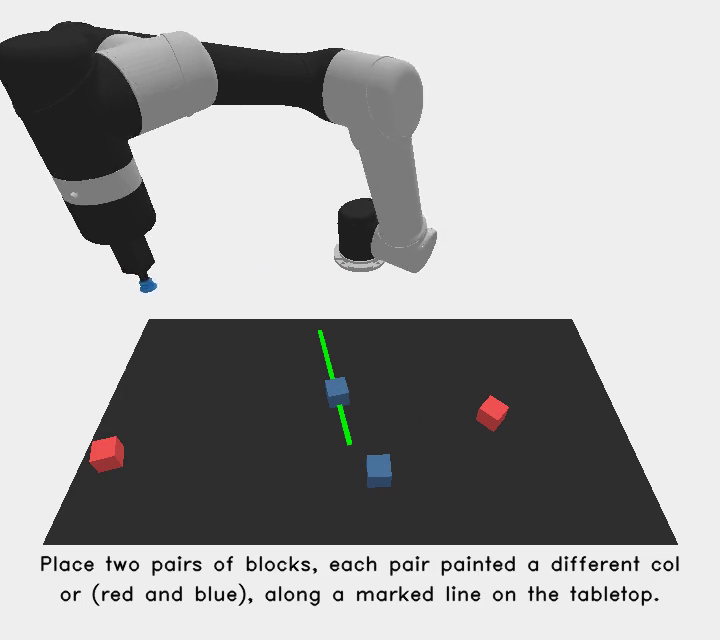 Place two pairs of blocks, each pair painted a different col
or (red and blue), along a marked line on the tabletop.